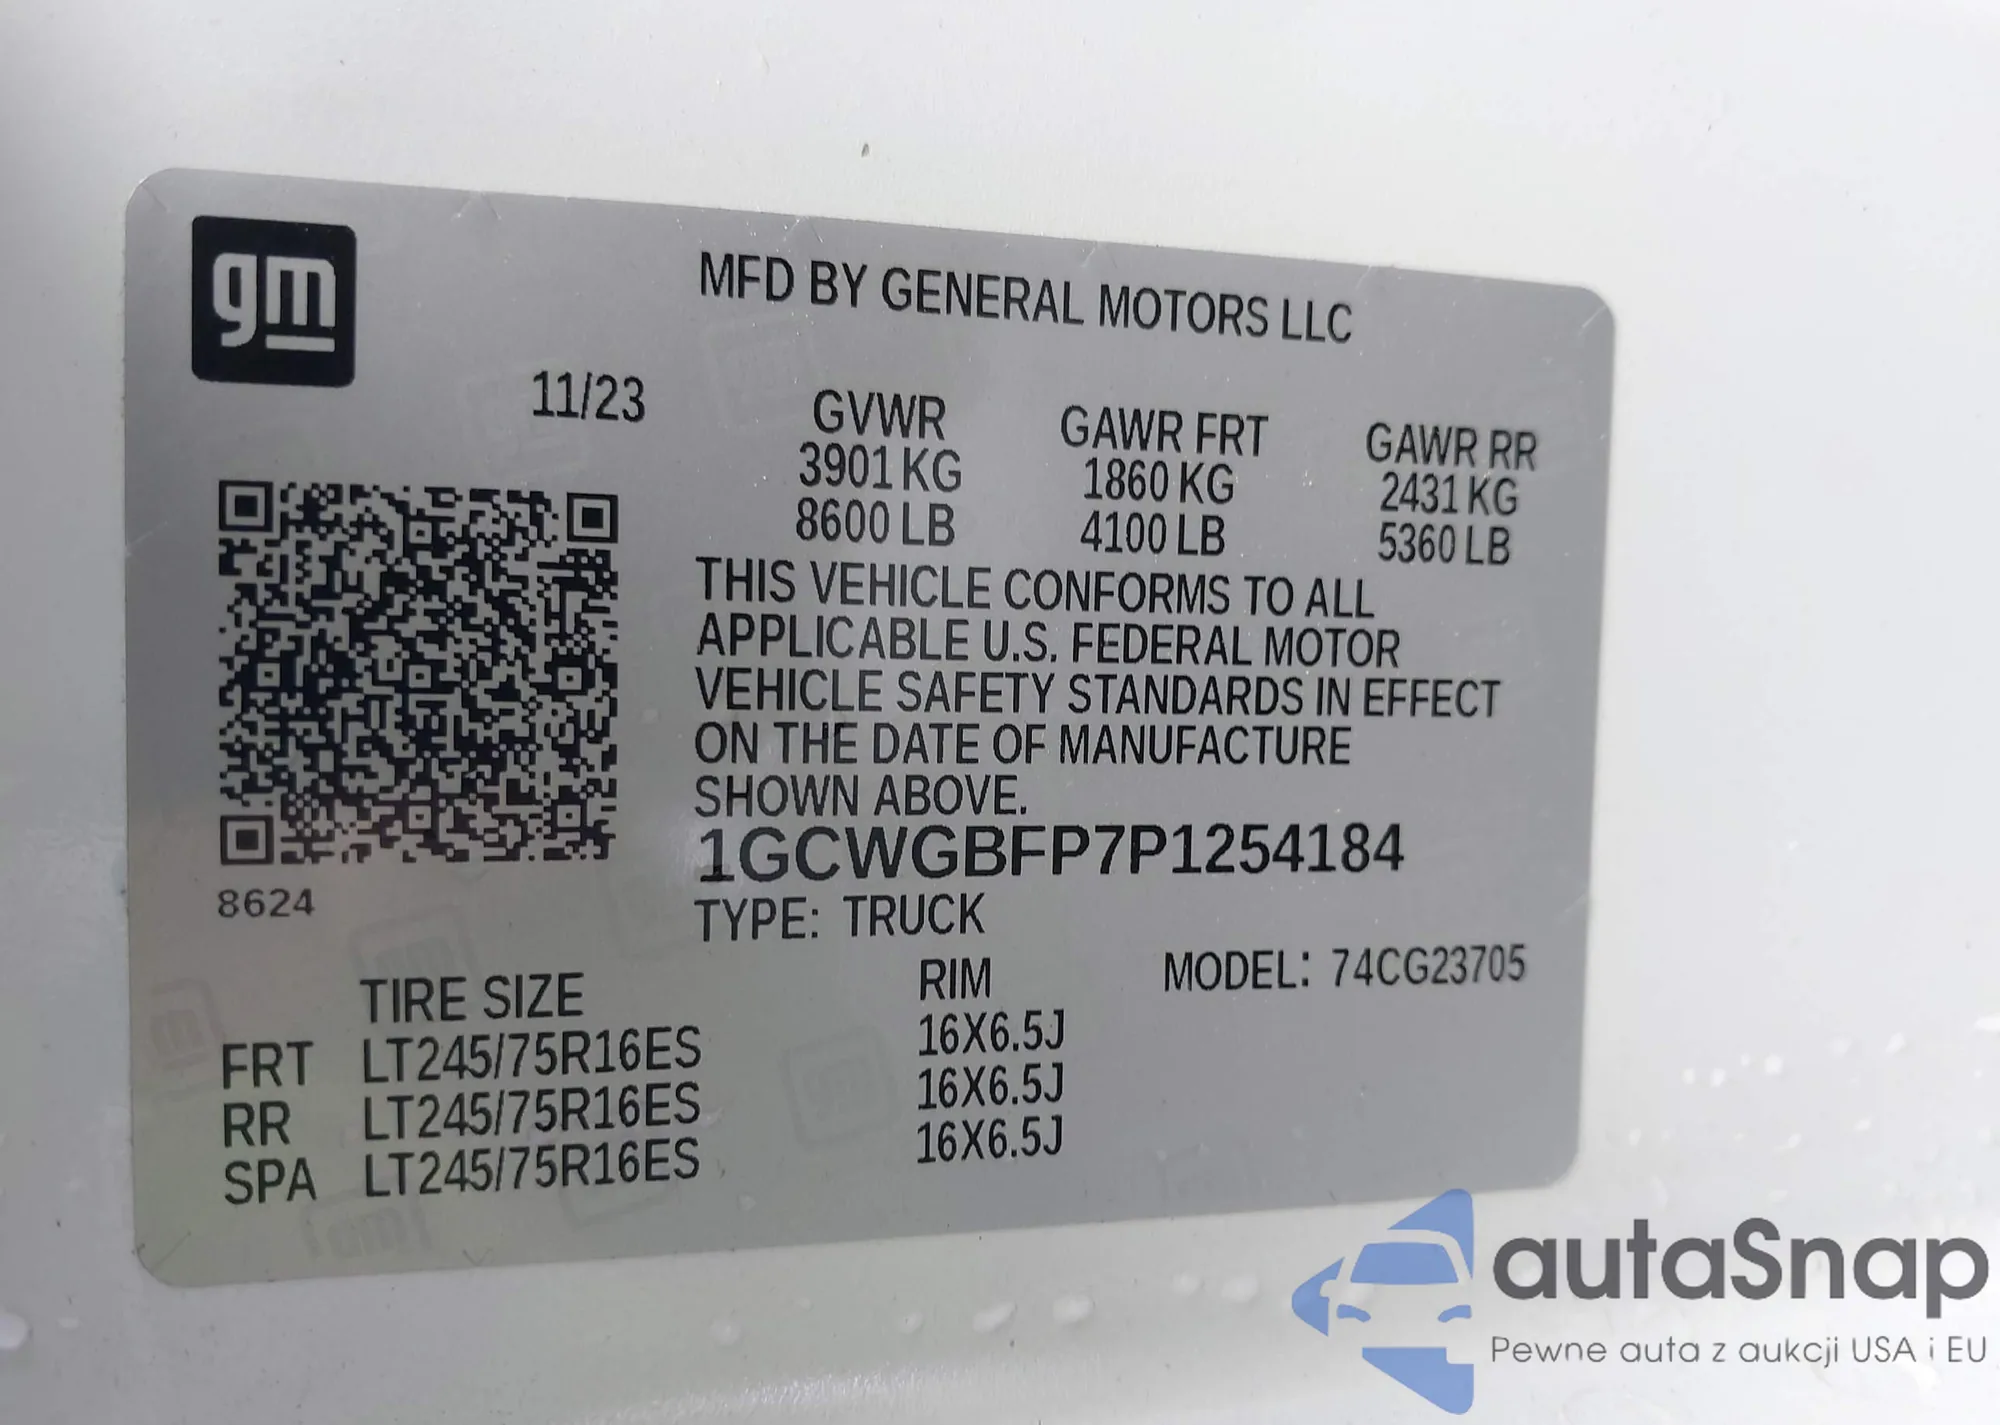 gm
MFD BY GENERAL MOTORS LLC
11/23
GVWR GAWR FRT GAWR RR
3901 KG 1860 KG 2431 KG
8600 LB 4100 LB 5360 LB
THIS VEHICLE CONFORMS TO ALL
APPLICABLE U.S. FEDERAL MOTOR
VEHICLE SAFETY STANDARDS IN EFFECT
ON THE DATE OF MANUFACTURE
SHOWN ABOVE.
1GCWGBFP7P1254184
8624
TYPE: TRUCK
TIRE SIZE RIM MODEL: 74CG23705
FRT LT245/75R16ES 16X6.5J
RR LT245/75R16ES 16X6.5J
SPA LT245/75R16ES 16X6.5J
autaSnap
Pewne auta z aukcji USA i EU